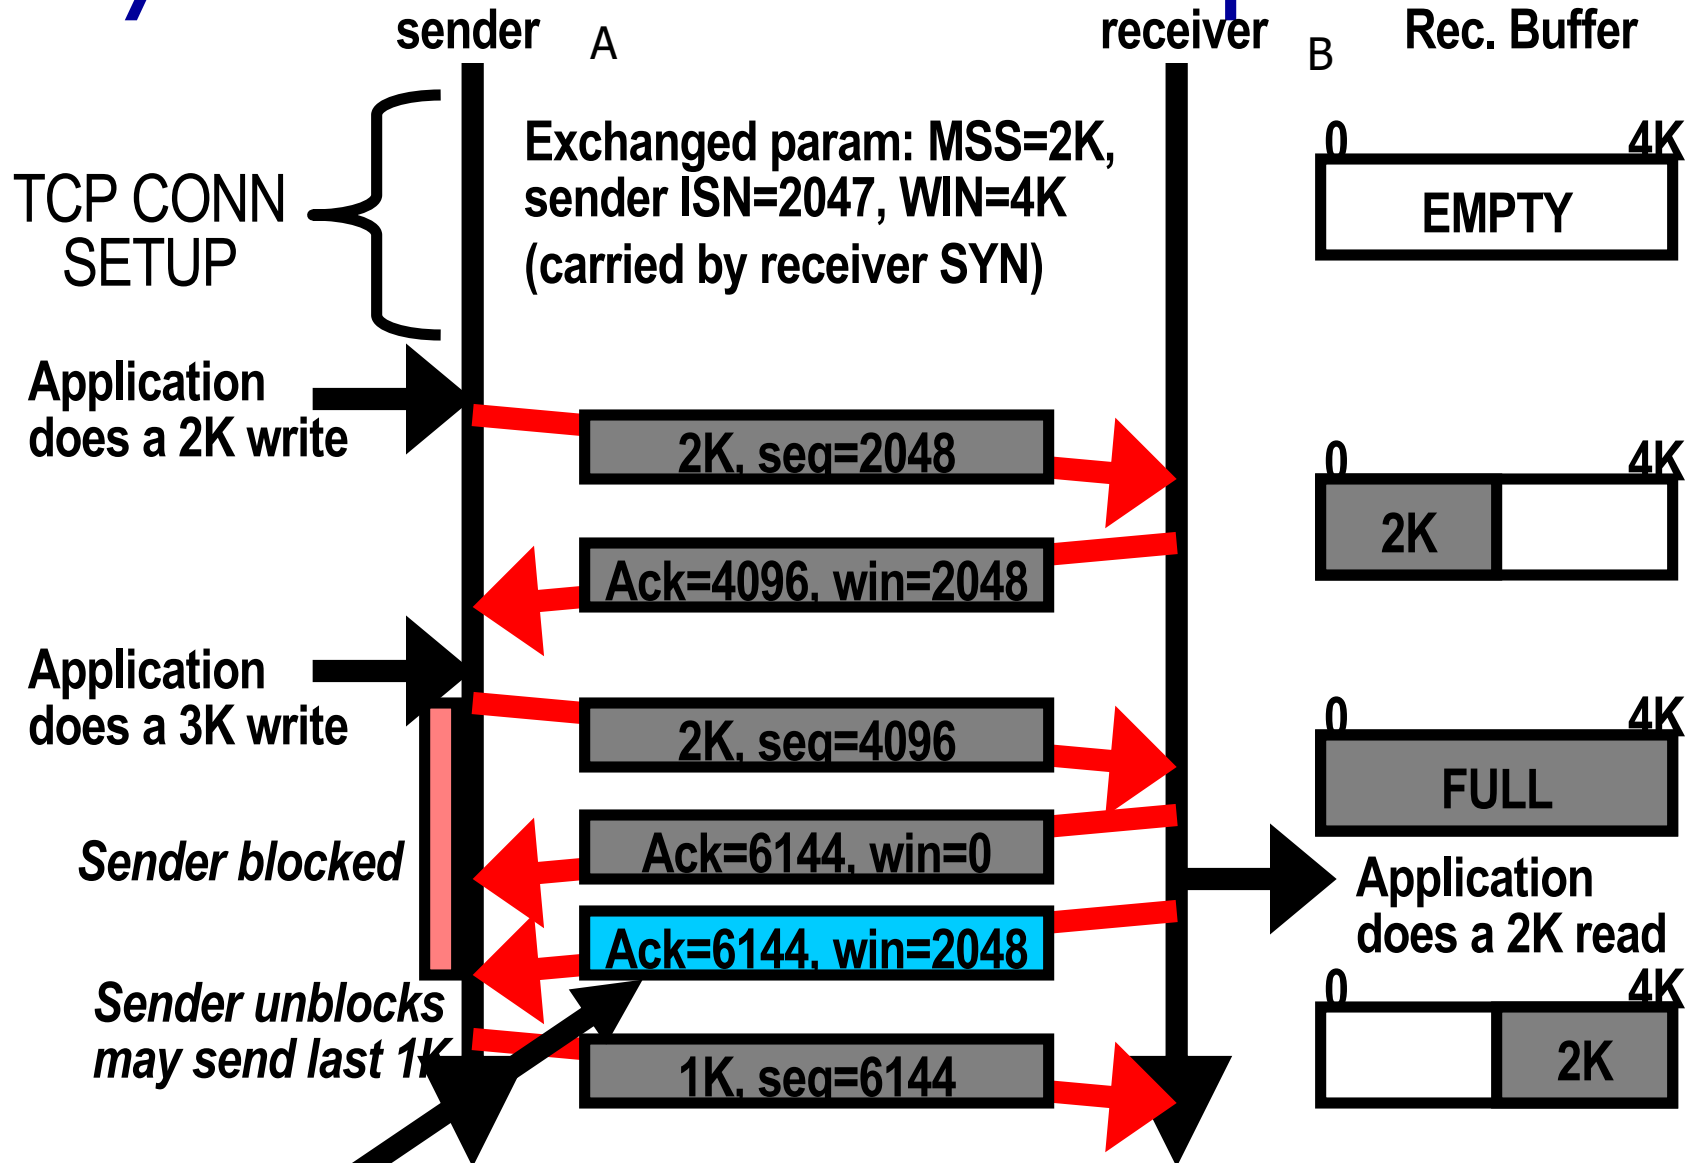 sender A receiver B Rec. Buffer
Exchanged param: MSS=2K,
sender ISN=2047, WIN=4K
(carried by receiver SYN)
TCP CONN
SETUP
0 4K
EMPTY
Application
does a 2K write
2K, seq=2048
0 4K
2K
Ack=4096, win=2048
Application
does a 3K write
2K, seq=4096
0 4K
FULL
Sender blocked
Ack=6144, win=0
Application
does a 2K read
Ack=6144, win=2048
Sender unblocks
may send last 1K
0 4K
2K
1K, seq=6144